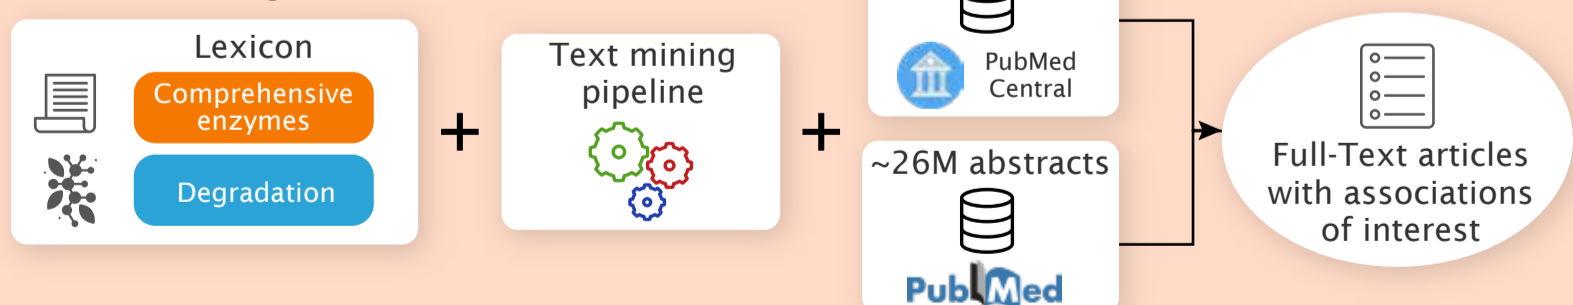 Lexicon
Comprehensive
enzymes
Degradation
+
Text mining
pipeline
+
PubMed
Central
~26M abstracts
PubMed
Full-Text articles
with associations
of interest